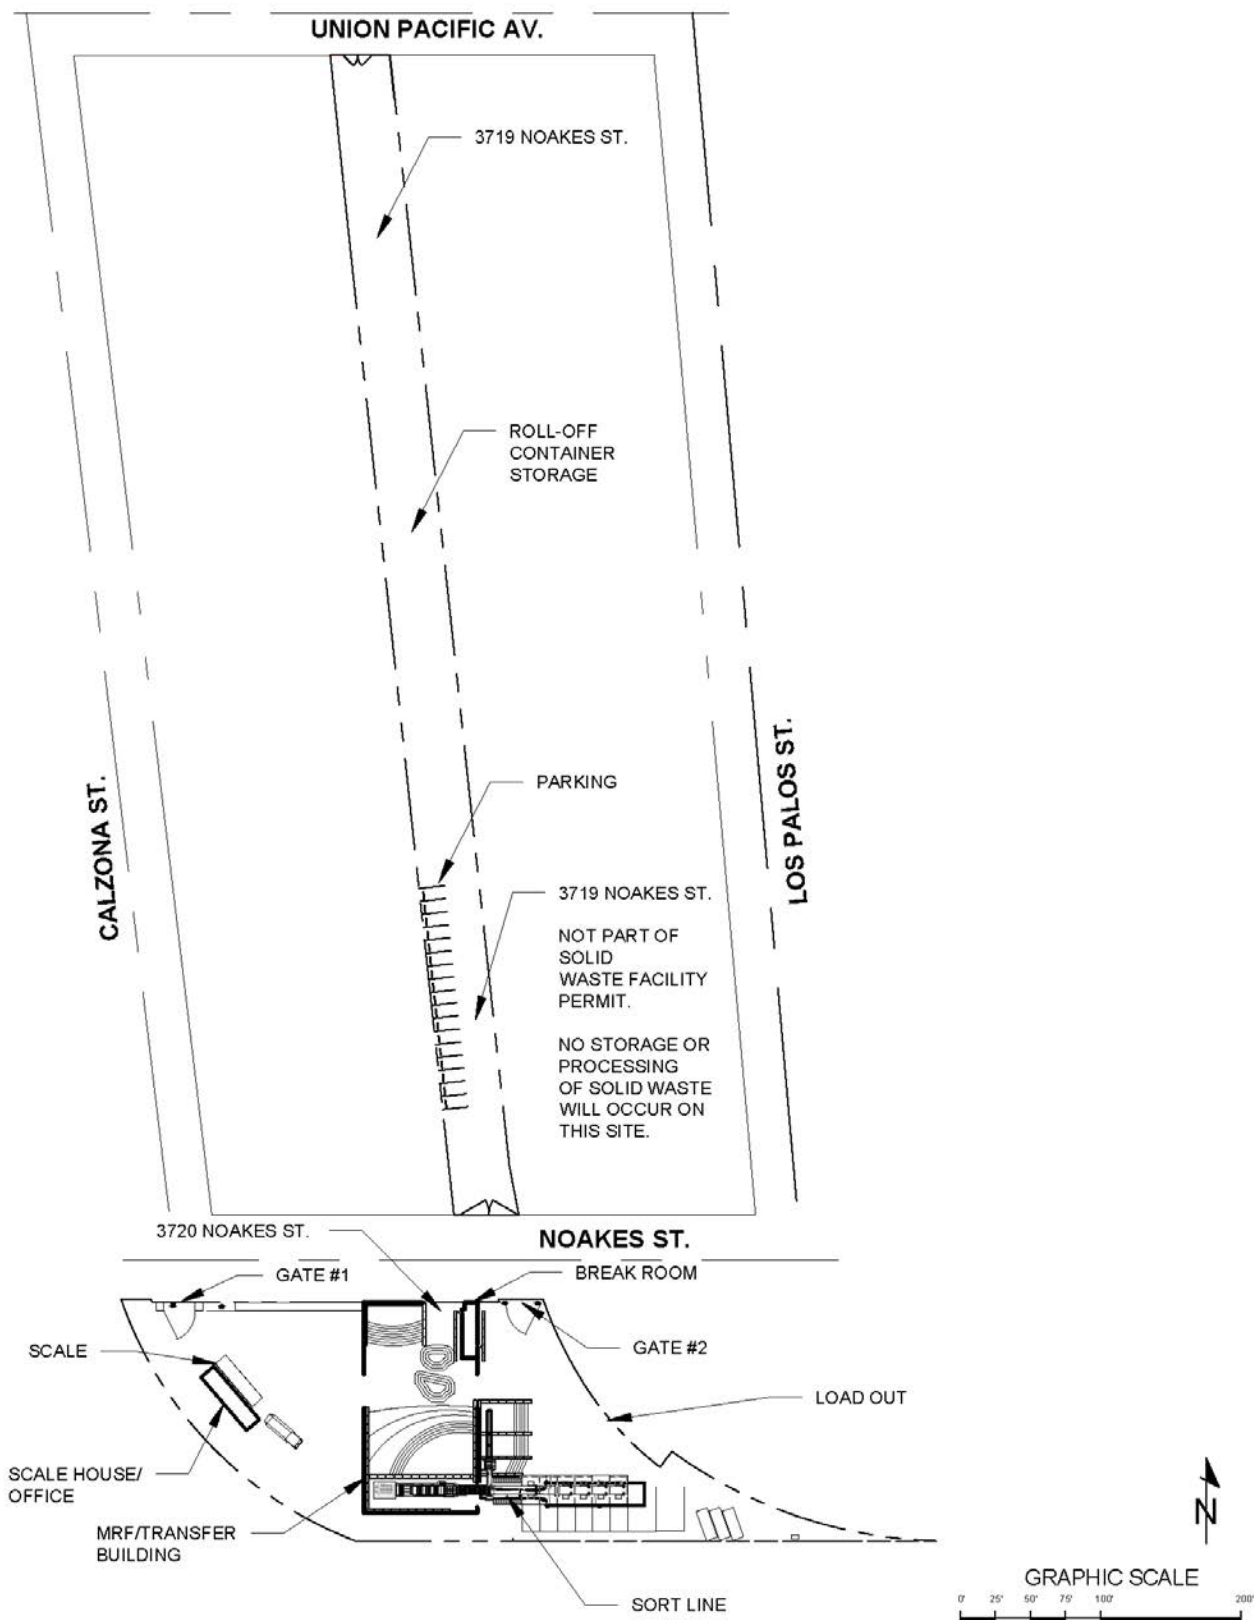 UNION PACIFIC AV.
3719 NOAKES ST.
ROLL-OFF
CONTAINER
STORAGE
CALZONA ST.
LOS PALOS ST.
PARKING
3719 NOAKES ST.
NOT PART OF
SOLID
WASTE FACILITY
PERMIT.
NO STORAGE OR
PROCESSING
OF SOLID WASTE
WILL OCCUR ON
THIS SITE.
3720 NOAKES ST.
NOAKES ST.
GATE #1
BREAK ROOM
SCALE
GATE #2
LOAD OUT
SCALE HOUSE/
OFFICE
MRF/TRANSFER
BUILDING
SORT LINE
N
GRAPHIC SCALE
0' 25' 50' 75' 100' 200'